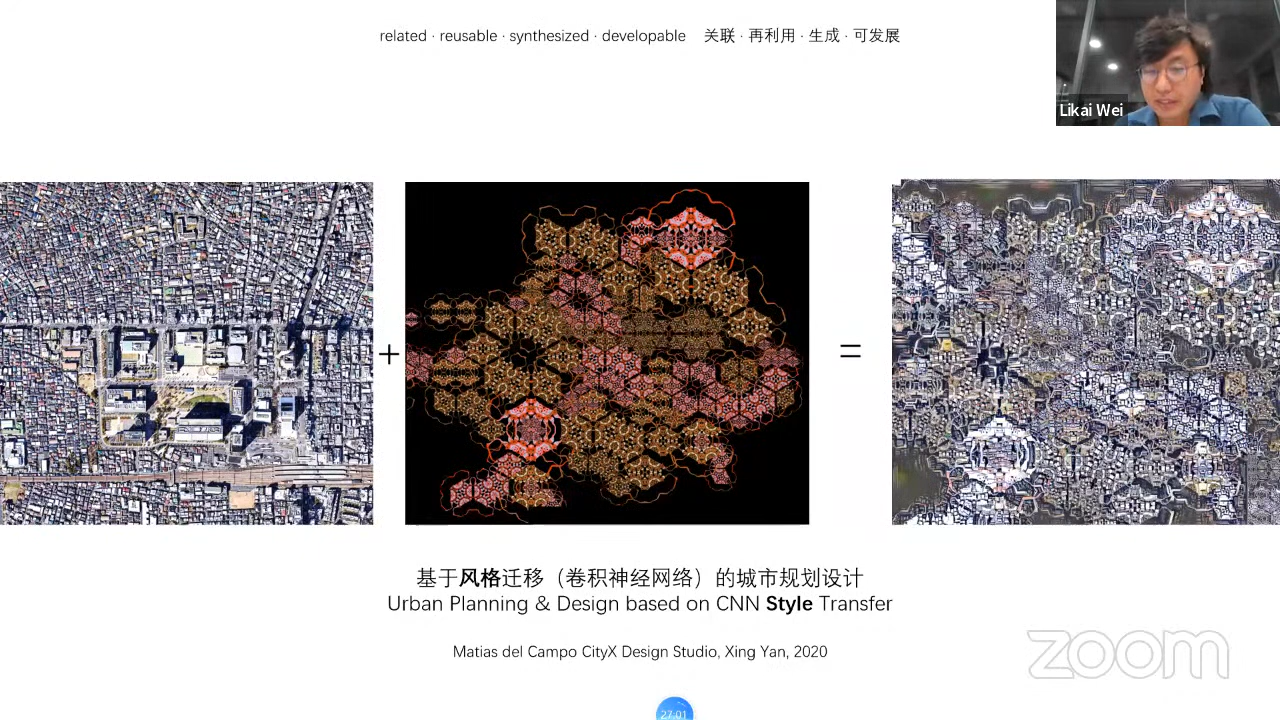 related · reusable · synthesized · developable 关联 · 再利用 · 生成 · 可发展
Likai Wei
+
=
基于风格迁移（卷积神经网络）的城市规划设计
Urban Planning & Design based on CNN Style Transfer
Matias del Campo CityX Design Studio, Xing Yan, 2020
zoom
27:01